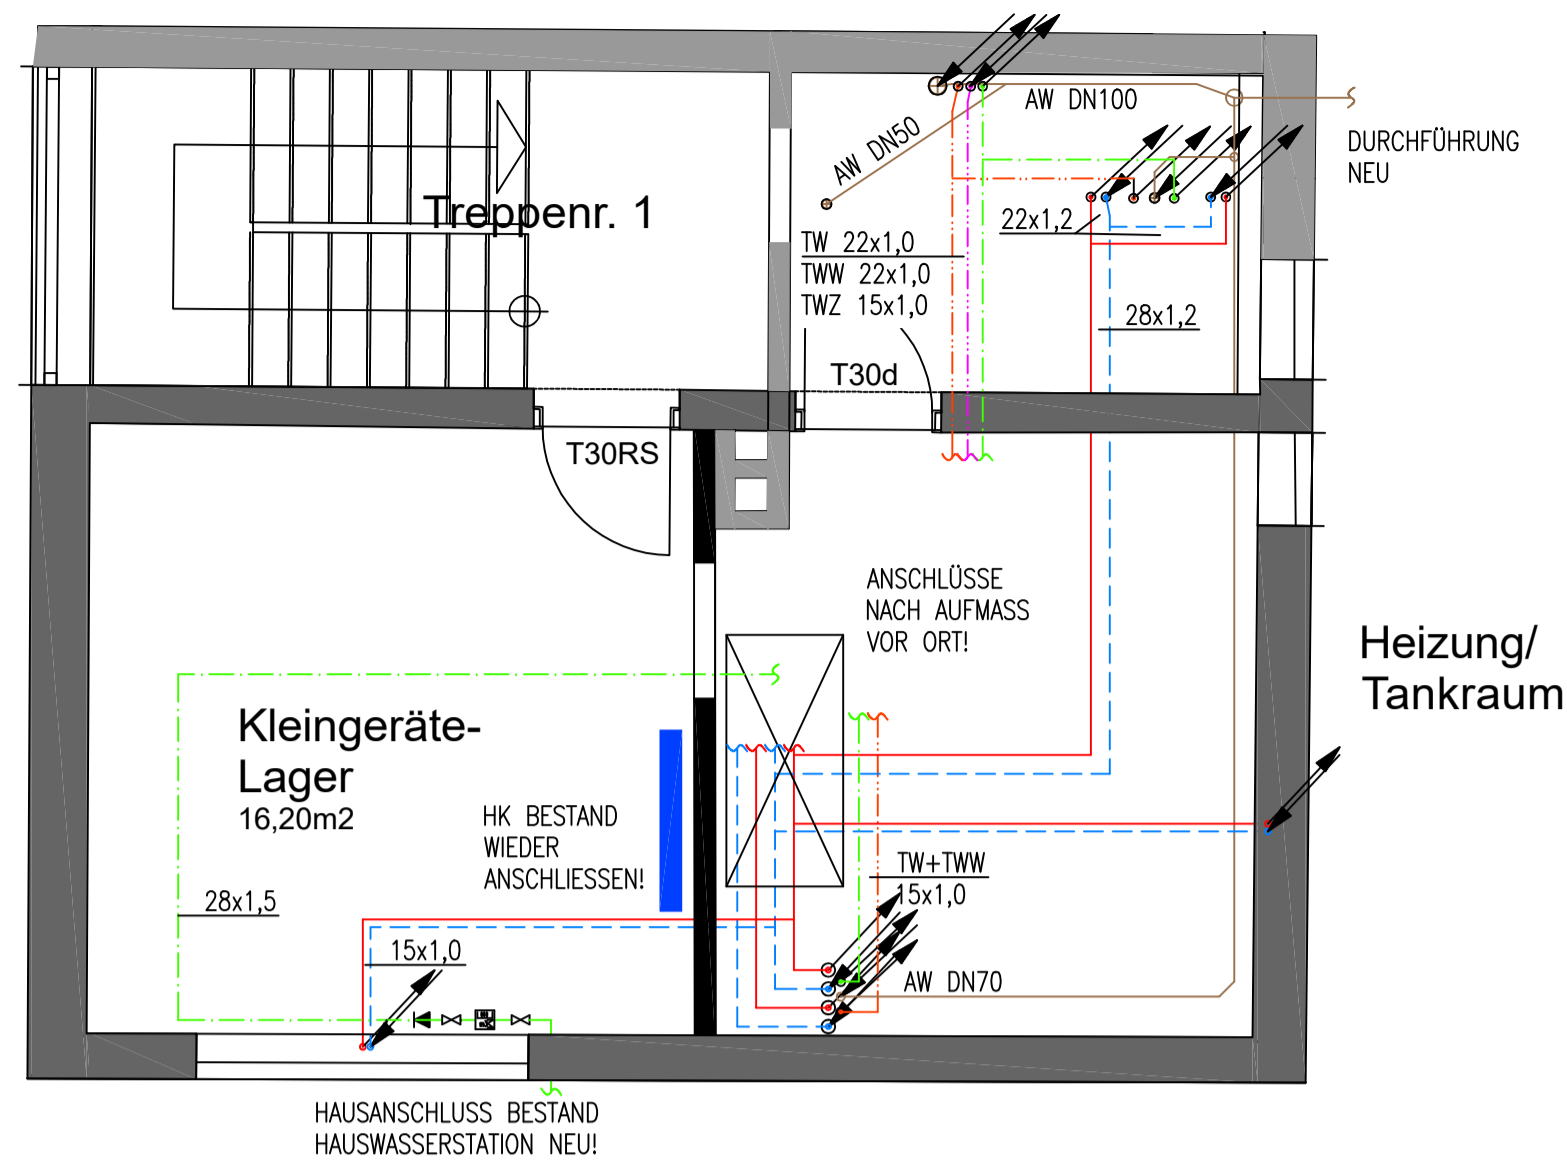 AW DN100
AW DN50
DURCHFÜHRUNG
NEU
Treppenr. 1
22x1,2
TW 22x1,0
TWW 22x1,0
TWZ 15x1,0
28x1,2
T30d
T30RS
ANSCHLÜSSE
NACH AUFMASS
VOR ORT!
Heizung/
Tankraum
Kleingeräte-
Lager
16,20m2
HK BESTAND
WIEDER
ANSCHLIESSEN!
TW+TWW
15x1,0
28x1,5
15x1,0
AW DN70
HAUSANSCHLUSS BESTAND
HAUSWASSERSTATION NEU!